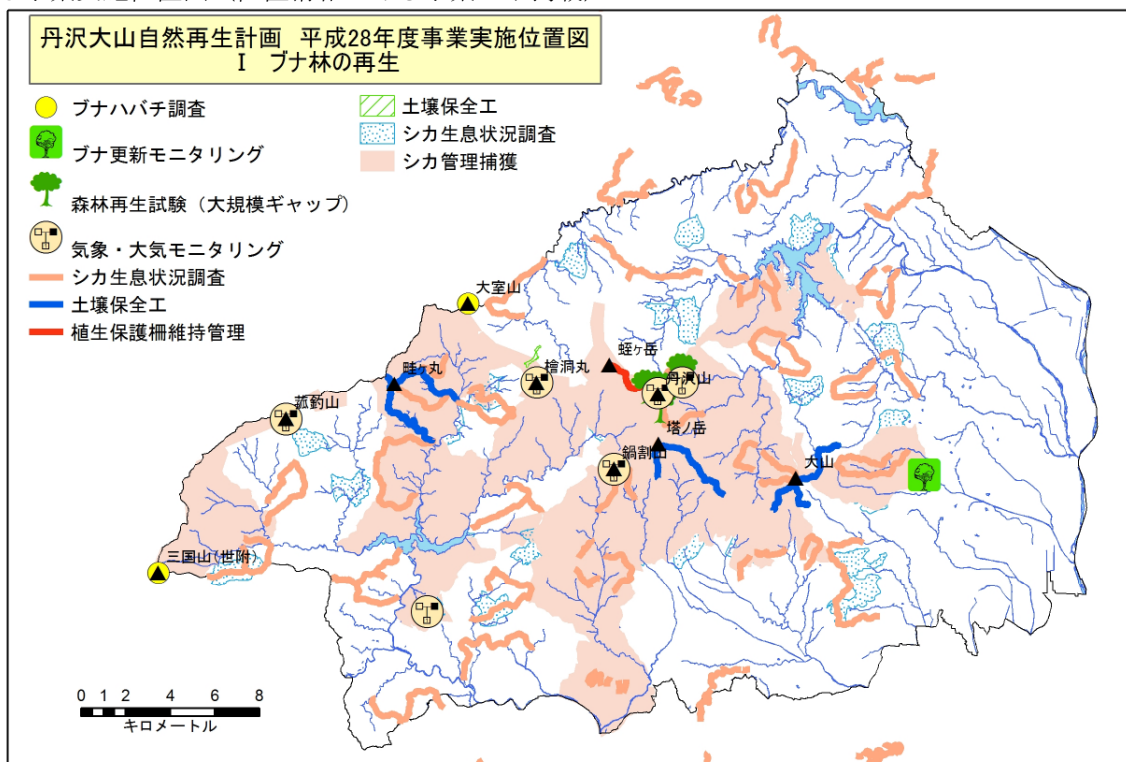 丹沢大山自然再生計画 平成28年度事業実施位置図
Ⅰ ブナ林の再生
ブナハバチ調査
ブナ更新モニタリング
森林再生試験(大規模ギャップ)
気象・大気モニタリング
シカ生息状況調査
土壌保全工
植生保護柵維持管理
土壌保全工
シカ生息状況調査
シカ管理捕獲
大室山
蛭ヶ岳
畦ヶ丸
檜洞丸
丹沢山
菰釣山
塔ノ岳
鍋割山
大山
三国山(世附)
0 1 2 4 6 8
キロメートル